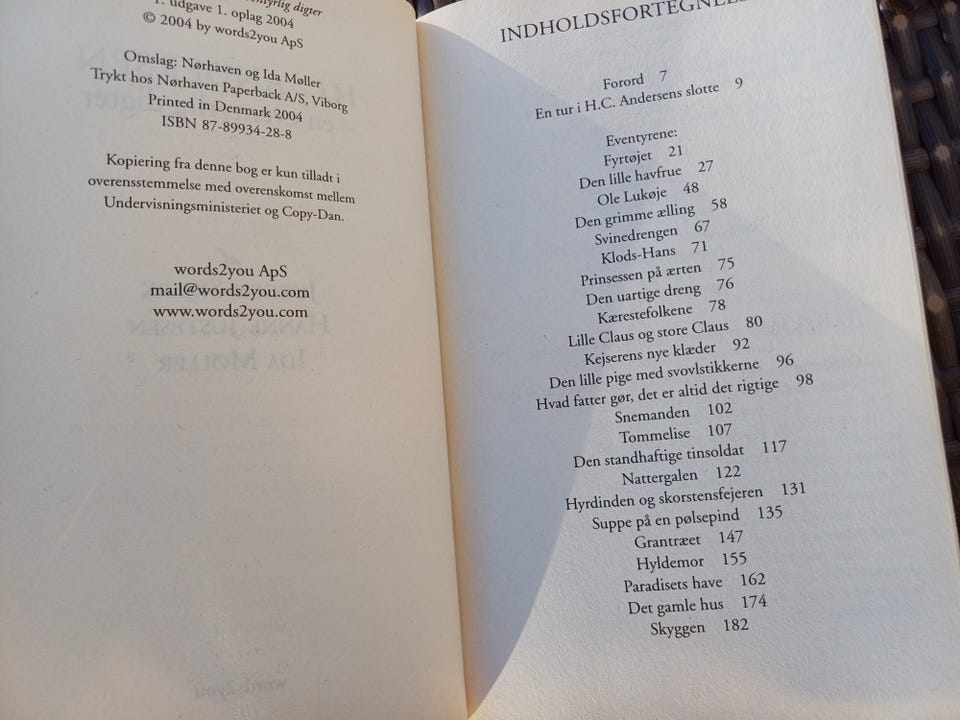 eventyrlig digter
1. udgave 1. oplag 2004
© 2004 by words2you ApS
Omslag: Nørhaven og Ida Møller
Trykt hos Nørhaven Paperback A/S, Viborg
Printed in Denmark 2004
ISBN 87-89934-28-8
Kopiering fra denne bog er kun tilladt i
overensstemmelse med overenskomst mellem
Undervisningsministeriet og Copy-Dan.
words2you ApS
mail@words2you.com
www.words2you.com
INDHOLDSFORTEGNELS
Forord 7
En tur i H.C. Andersens slotte 9
Eventyrene:
Fyrtøjet 21
Den lille havfrue 27
Ole Lukøje 48
Den grimme ælling 58
Svinedrengen 67
Klods-Hans 71
Prinsessen på ærten 75
Den uartige dreng 76
Kærestefolkene 78
Lille Claus og store Claus 80
Kejserens nye klæder 92
Den lille pige med svovlstikkerne 96
Hvad fatter gør, det er altid det rigtige 98
Snemanden 102
Tommelise 107
Den standhaftige tinsoldat 117
Nattergalen 122
Hyrdinden og skorstensfejeren 131
Suppe på en pølsepind 135
Grantræet 147
Hyldemor 155
Paradisets have 162
Det gamle hus 174
Skyggen 182